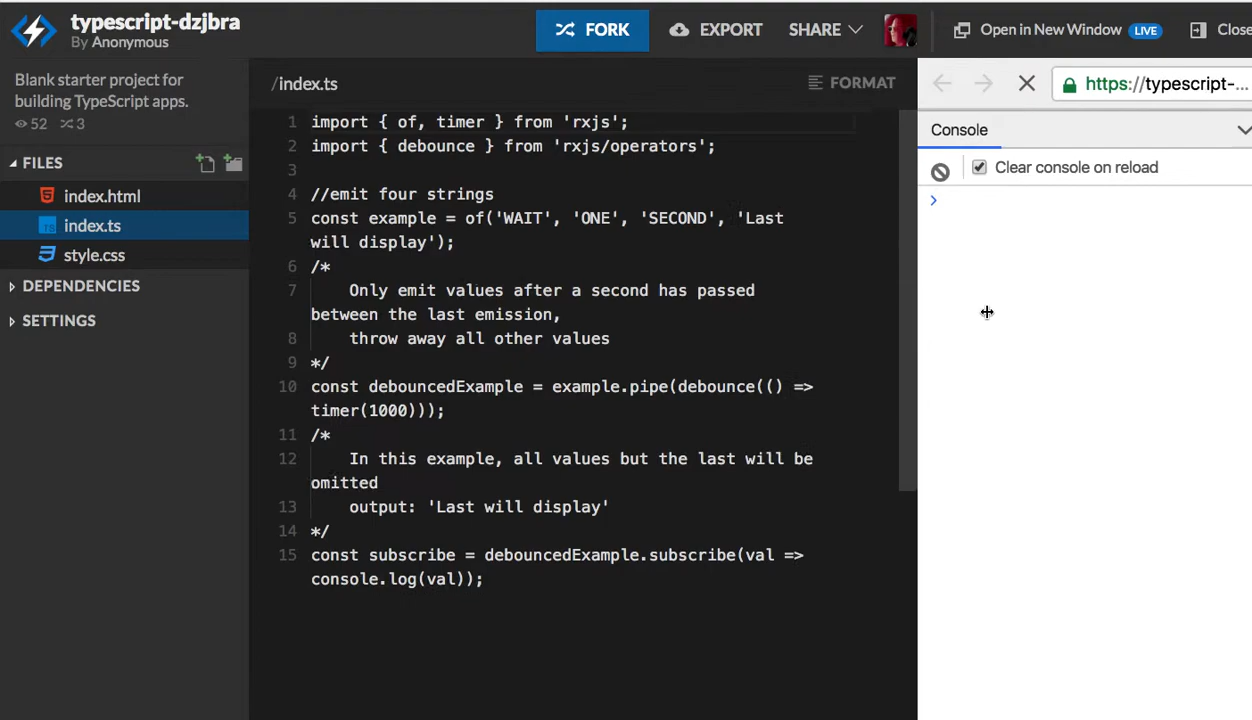 typescript-dzjbra
By Anonymous
FORK
EXPORT
SHARE
Open in New Window LIVE
Close
Blank starter project for
building TypeScript apps.
52 3
FILES
index.html
index.ts
style.css
DEPENDENCIES
SETTINGS
/index.ts
FORMAT
1 import { of, timer } from 'rxjs';
2 import { debounce } from 'rxjs/operators';
3
4 //emit four strings
5 const example = of('WAIT', 'ONE', 'SECOND', 'Last
will display');
6 /*
7 Only emit values after a second has passed
between the last emission,
8 throw away all other values
9 */
10 const debouncedExample = example.pipe(debounce(() =>
timer(1000)));
11 /*
12 In this example, all values but the last will be
omitted
13 output: 'Last will display'
14 */
15 const subscribe = debouncedExample.subscribe(val =>
console.log(val));
https://typescript-...
Console
Clear console on reload
>